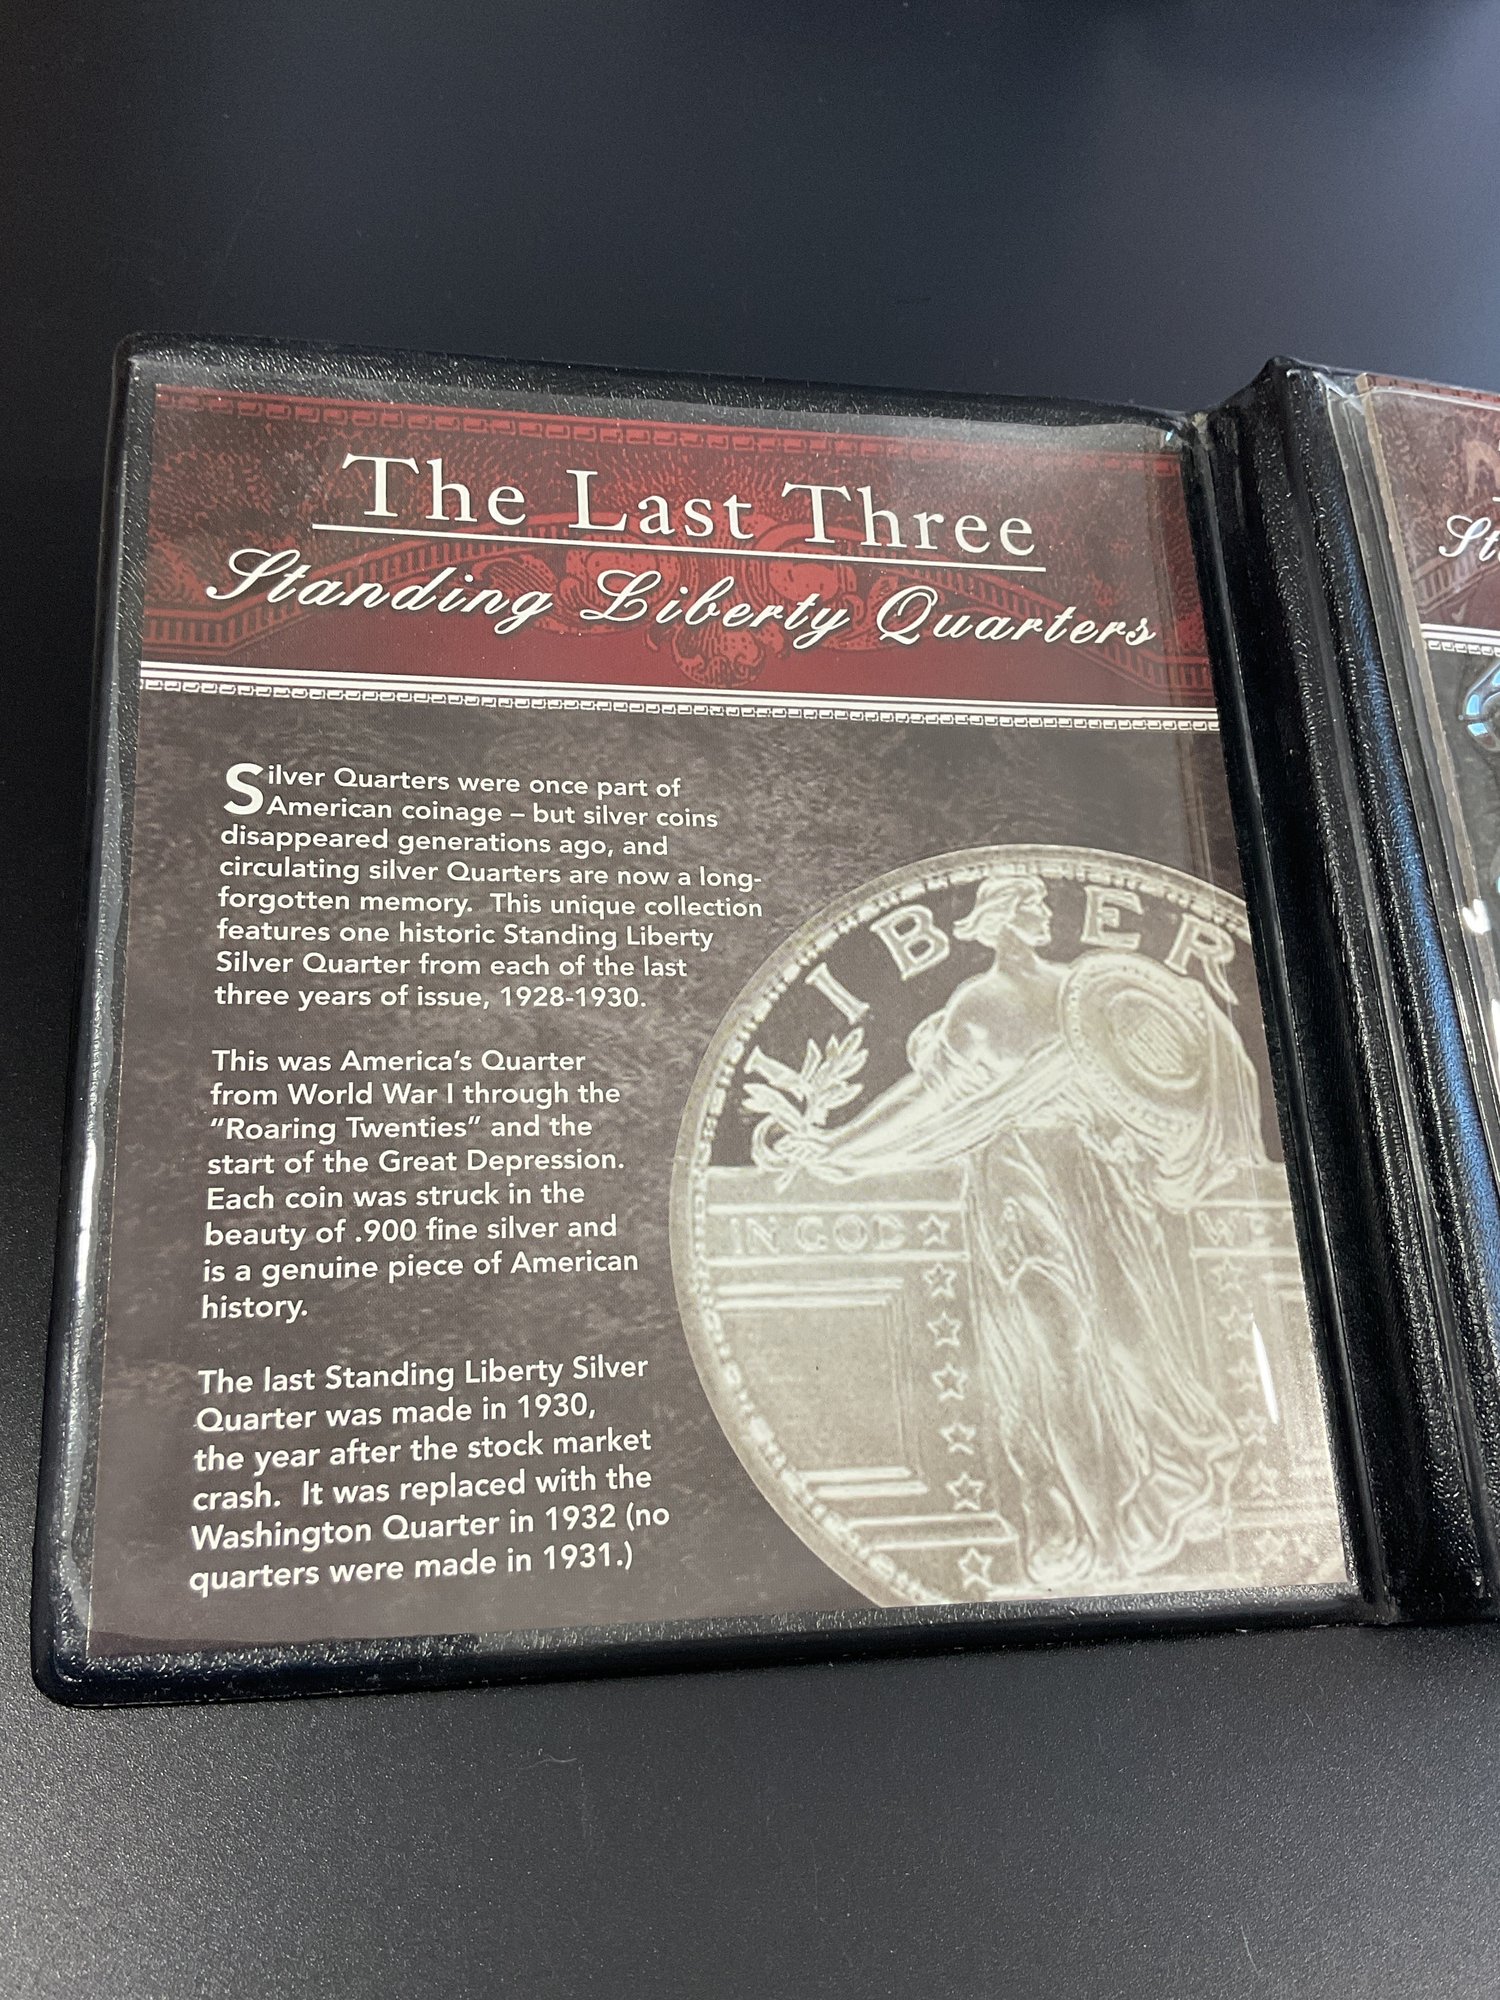 The Last Three
Standing Liberty Quarters
Silver Quarters were once part of
American coinage – but silver coins
disappeared generations ago, and
circulating silver Quarters are now a long-
forgotten memory. This unique collection
features one historic Standing Liberty
Silver Quarter from each of the last
three years of issue, 1928-1930.
This was America's Quarter
from World War I through the
"Roaring Twenties" and the
start of the Great Depression.
Each coin was struck in the
beauty of .900 fine silver and
is a genuine piece of American
history.
The last Standing Liberty Silver
Quarter was made in 1930,
the year after the stock market
crash. It was replaced with the
Washington Quarter in 1932 (no
quarters were made in 1931.)
LIBER
IN GOD WE
St